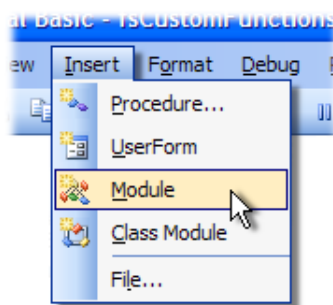 al Basic - fsCustomFunctions
ew Insert Format Debug
Procedure...
UserForm
Module
Class Module
File...